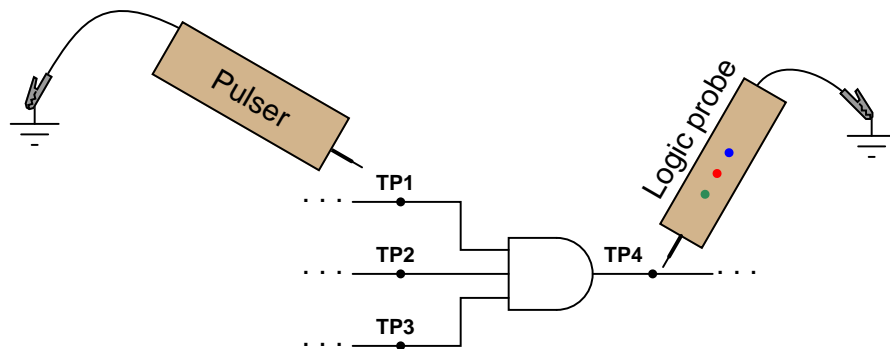 Pulser
Logic probe
TP1
TP2
TP4
TP3